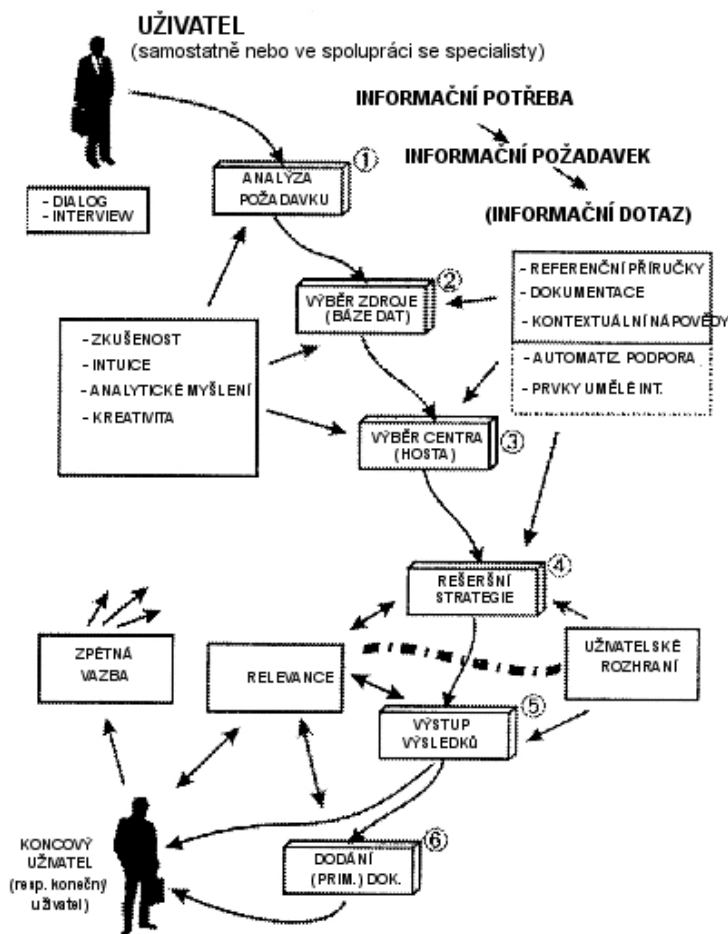 UŽIVATEL
(samostatně nebo ve spolupráci se specialisty)
INFORMAČNÍ POTŘEBA
INFORMAČNÍ POŽADAVEK
(INFORMAČNÍ DOTAZ)
①
ANALÝZA
POŽADAVKU
- DIALOG
- INTERVIEW
②
VÝBĚR ZDROJE
(BÁZE DAT)
- REFERENČNÍ PŘÍRUČKY
- DOKUMENTACE
- KONTEXTUÁLNÍ NÁPOVĚDY
- AUTOMATIZ. PODPORA
- PRVKY UMĚLÉ INT.
- ZKUŠENOST
- INTUICE
- ANALYTICKÉ MYŠLENÍ
- KREATIVITA
③
VÝBĚR CENTRA
(HOSTA)
④
REŠERŠNÍ
STRATEGIE
ZPĚTNÁ
VAZBA
RELEVANCE
UŽIVATELSKÉ
ROZHRANÍ
⑤
VÝSTUP
VÝSLEDKŮ
⑥
DODÁNÍ
(PRIM.) DOK.
KONCOVÝ
UŽIVATEL
(resp. konečný
uživatel)